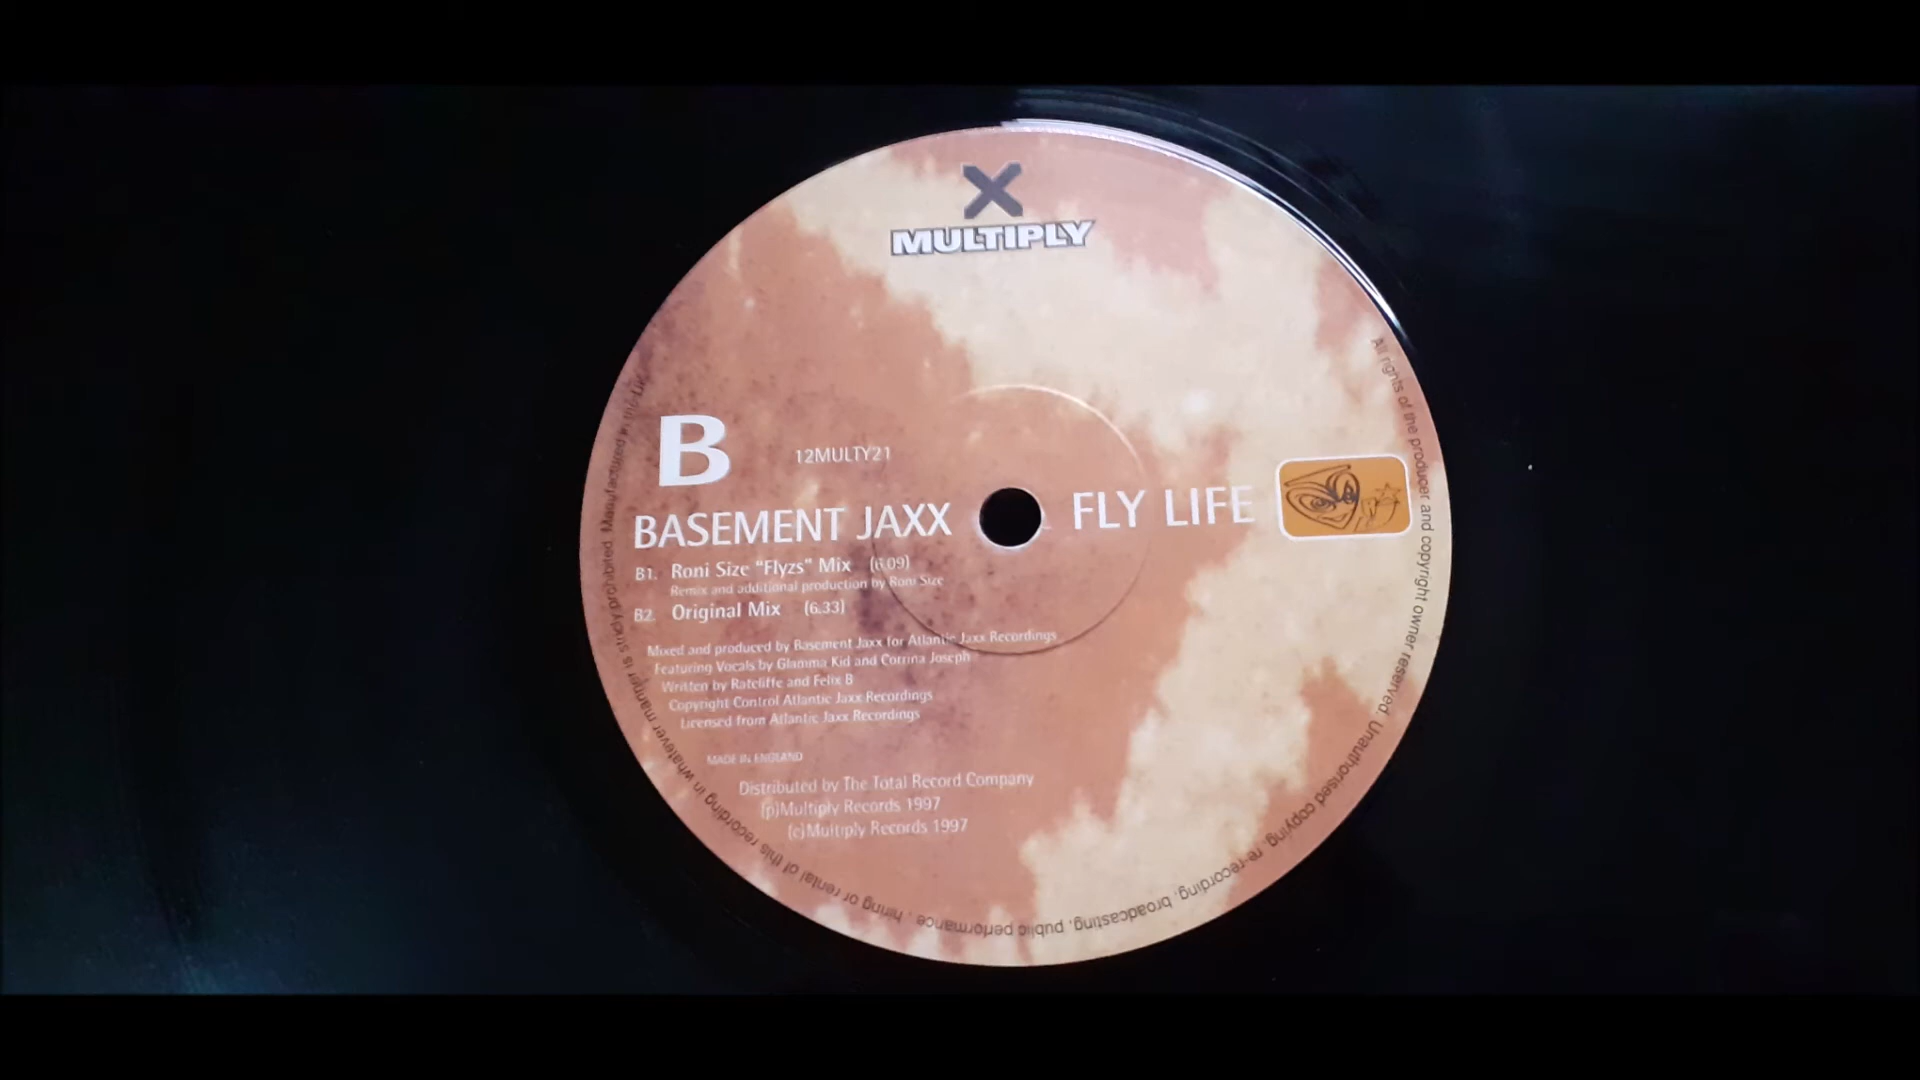 X
MULTIPLY
B
12MULTY21
BASEMENT JAXX FLY LIFE
B1. Roni Size "Flyzs" Mix (6.09)
Remix and additional production by Roni Size
B2. Original Mix (6.33)
Mixed and produced by Basement Jaxx for Atlantic Jaxx Recordings
Featuring Vocals by Glamma Kid and Corrina Joseph
Written by Ratcliffe and Felix B
Copyright Control Atlantic Jaxx Recordings
Licensed from Atlantic Jaxx Recordings
MADE IN ENGLAND
Distributed by The Total Record Company
(p)Multiply Records 1997
(c)Multiply Records 1997
All rights of the producer and copyright owner reserved. Unauthorised copying, re-recording, broadcasting, public performance, hiring or rental of this recording in whatever manner is stricly prohibited. Manufactured in the